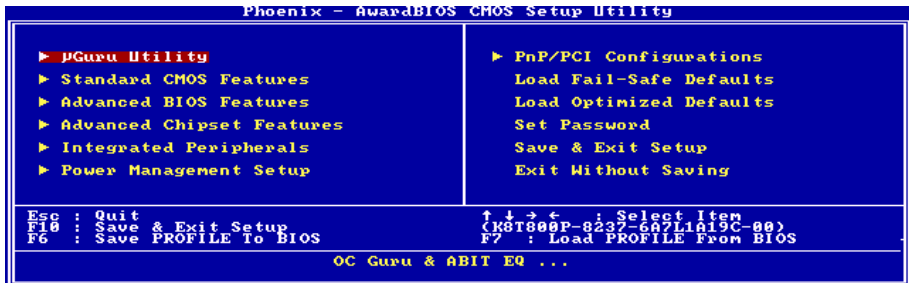 Phoenix - AwardBIOS CMOS Setup Utility
► µGuru Utility
► Standard CMOS Features
► Advanced BIOS Features
► Advanced Chipset Features
► Integrated Peripherals
► Power Management Setup
► PnP/PCI Configurations
Load Fail-Safe Defaults
Load Optimized Defaults
Set Password
Save & Exit Setup
Exit Without Saving
Esc : Quit
F10 : Save & Exit Setup
F6 : Save PROFILE To BIOS
↑ ↓ → ← : Select Item
(K8T800P-8237-6A7L1A19C-00)
F7 : Load PROFILE From BIOS
OC Guru & ABIT EQ ...